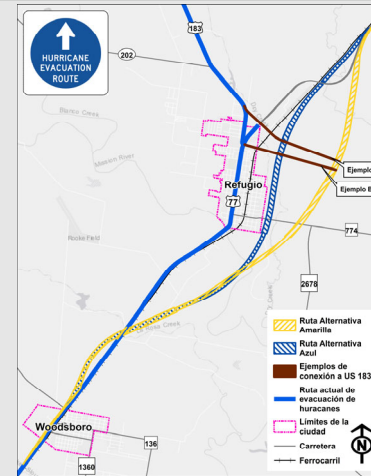 HURRICANE
EVACUATION
ROUTE
183
202
Blanco Creek
Mission River
Refugio
Ejemplo
Ejemplo B
77
774
Rooke Field
2678
Woodsboro
136
1360
Ruta Alternativa
Amarilla
Ruta Alternativa
Azul
Ejemplos de
conexión a US 183
Ruta actual de
evacuación de
huracanes
Límites de la
ciudad
Carretera
Ferrocarril
N